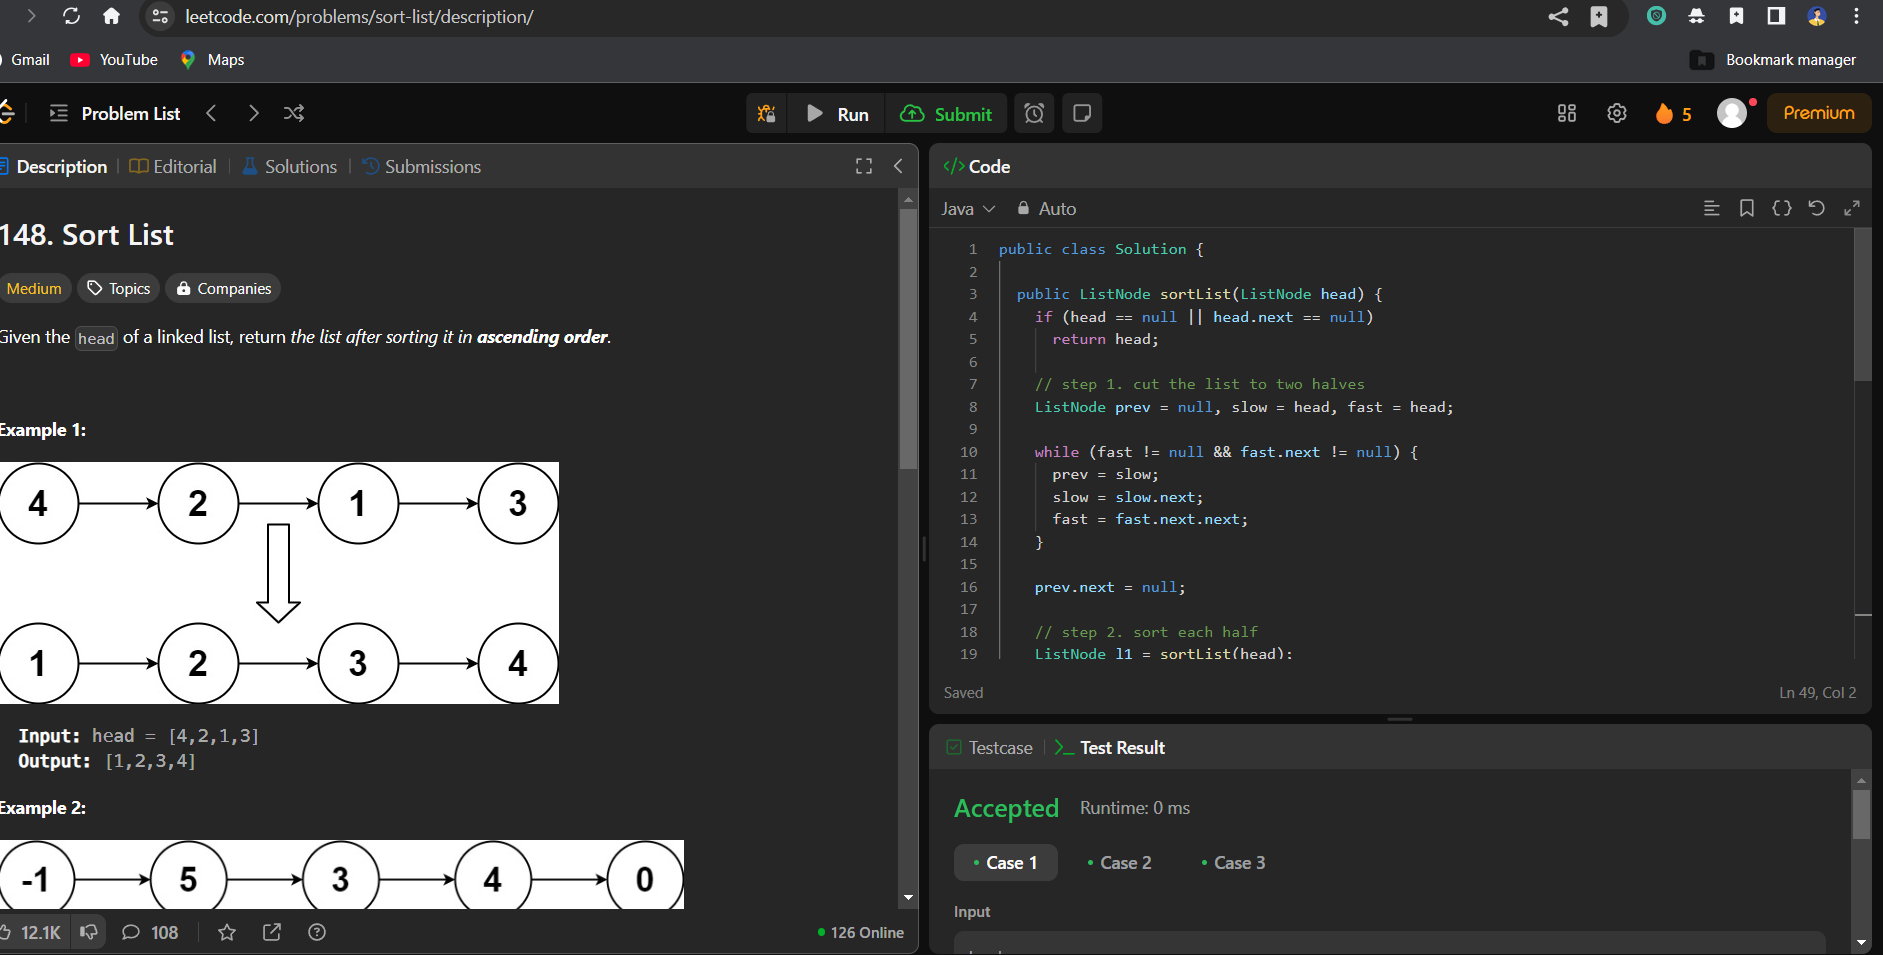 leetcode.com/problems/sort-list/description/
Gmail YouTube Maps Bookmark manager
Problem List Run Submit 5 Premium
Description Editorial Solutions Submissions
148. Sort List
Medium Topics Companies
Given the head of a linked list, return the list after sorting it in ascending order.
Example 1:
4 2 1 3
1 2 3 4
Input: head = [4,2,1,3]
Output: [1,2,3,4]
Example 2:
-1 5 3 4 0
12.1K 108 126 Online
</> Code
Java Auto
1 public class Solution {
2
3 public ListNode sortList(ListNode head) {
4 if (head == null || head.next == null)
5 return head;
6
7 // step 1. cut the list to two halves
8 ListNode prev = null, slow = head, fast = head;
9
10 while (fast != null && fast.next != null) {
11 prev = slow;
12 slow = slow.next;
13 fast = fast.next.next;
14 }
15
16 prev.next = null;
17
18 // step 2. sort each half
19 ListNode l1 = sortList(head);
Saved Ln 49, Col 2
Testcase Test Result
Accepted Runtime: 0 ms
Case 1 Case 2 Case 3
Input